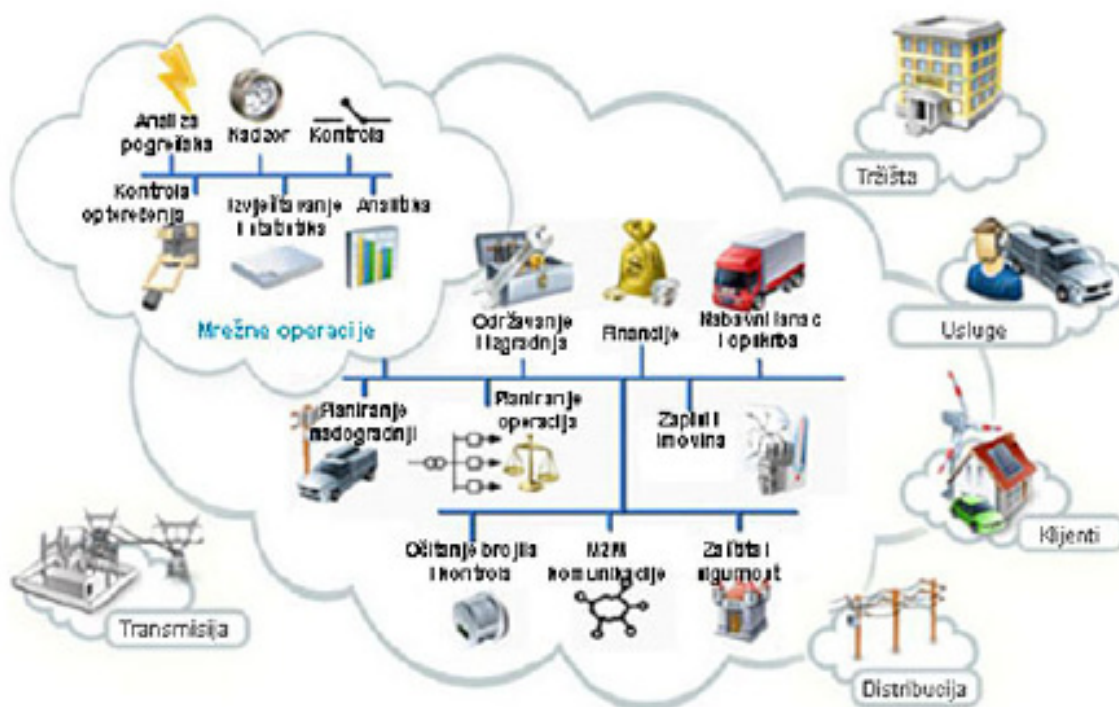 Analiza
pogrešaka
Nadzor
Kontrola
Kontrola
opterećenja
Izvještavanje
i statistika
Analitika
Mrežne operacije
Održavanje
i izgradnja
Financije
Nabavni lanac
i opskrba
Planiranje
nadogradnji
Planiranje
operacija
Zapisi i
imovina
Očitanje brojila
i kontrola
M2M
komunikacije
Zaštita i
sigurnost
Tržišta
Usluge
Klijenti
Distribucija
Transmisija